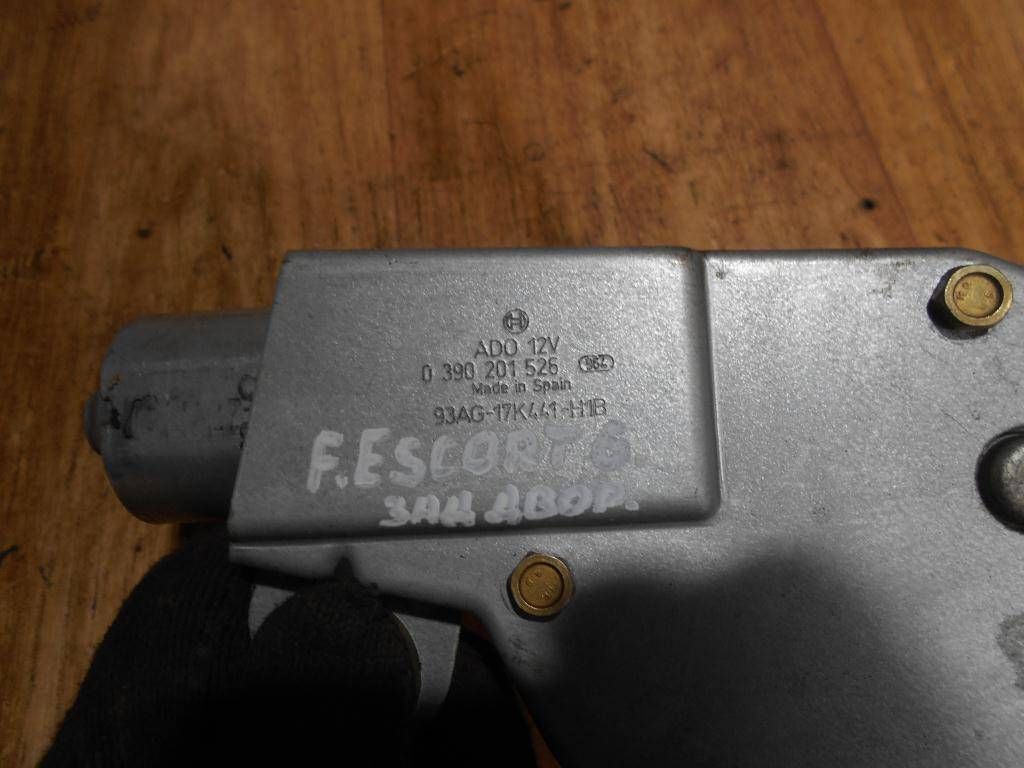 ADO 12V
0 390 201 526
Made in Spain
93AG-17K441-H1B
F.ESCORT 6
ЗАД ДВОР.